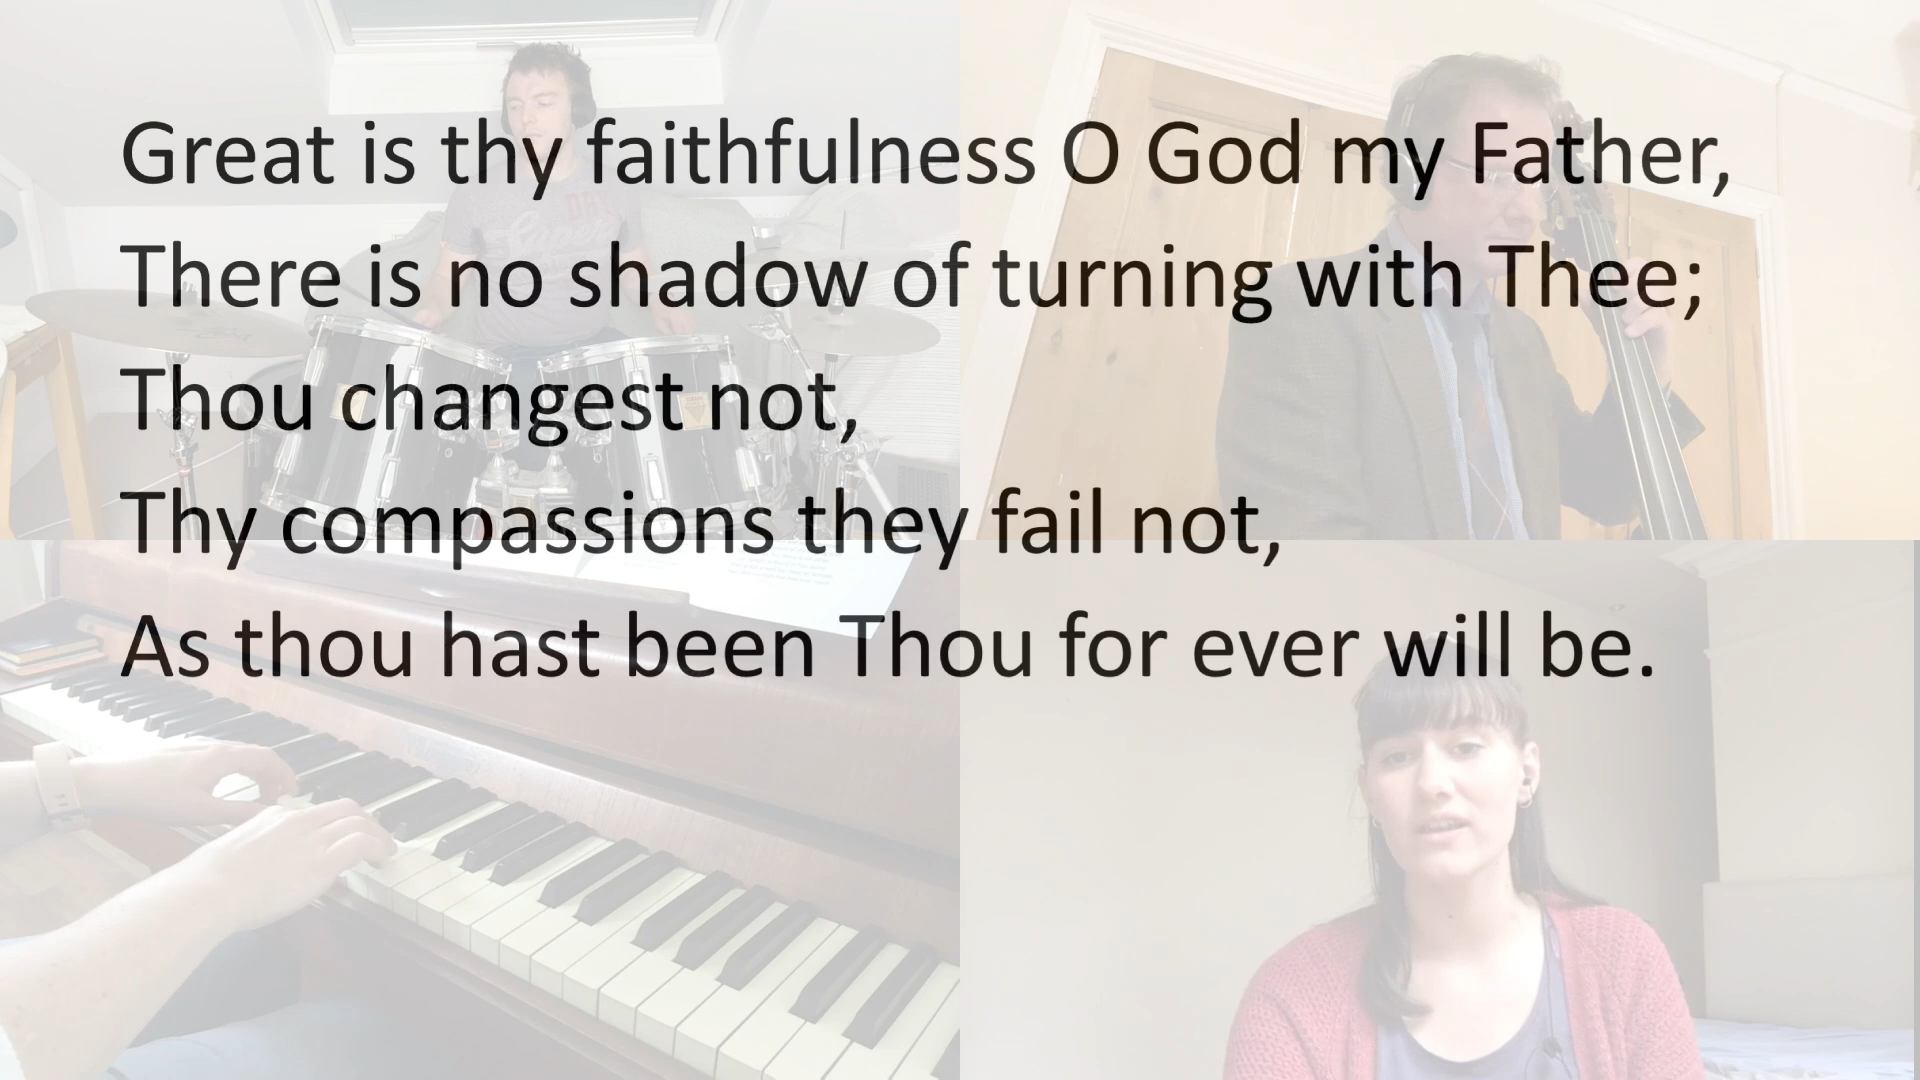 Great is thy faithfulness O God my Father,
There is no shadow of turning with Thee;
Thou changest not,
Thy compassions they fail not,
As thou hast been Thou for ever will be.